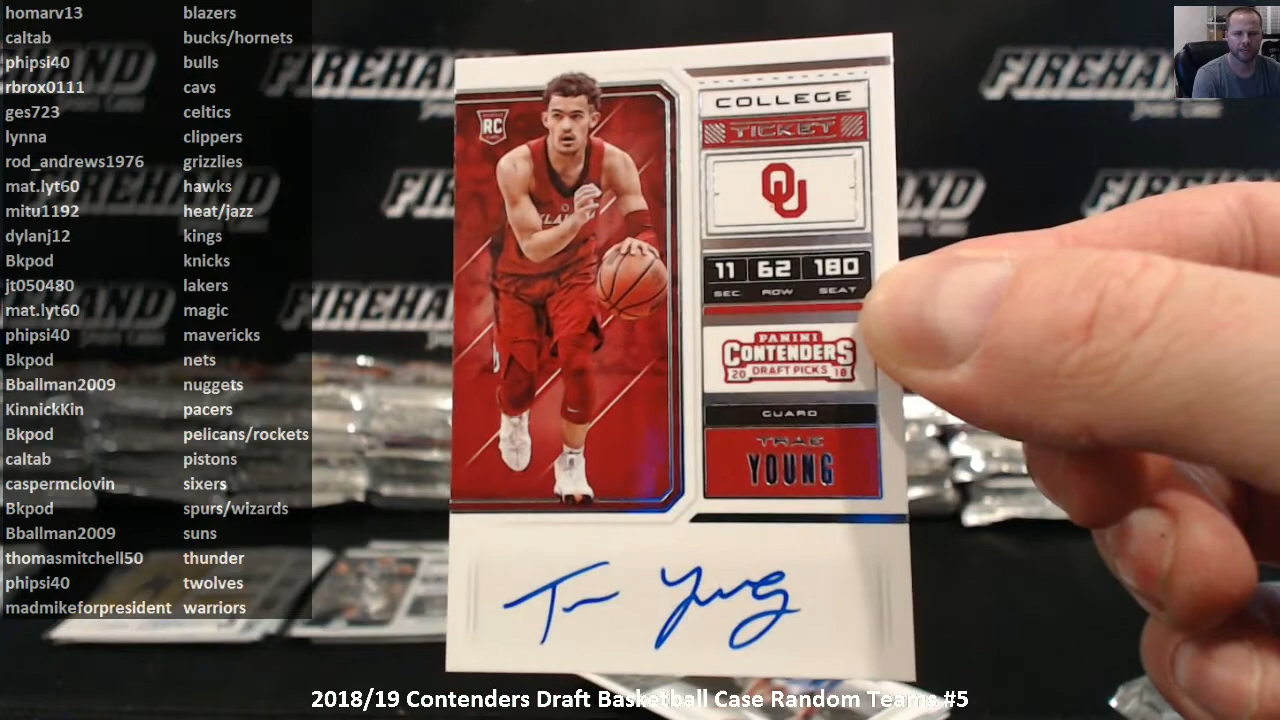 homarv13 blazers
caltab bucks/hornets
phipsi40 bulls
rbrox0111 cavs
ges723 celtics
lynna clippers
rod_andrews1976 grizzlies
mat.lyt60 hawks
mitu1192 heat/jazz
dylanj12 kings
Bkpod knicks
jt050480 lakers
mat.lyt60 magic
phipsi40 mavericks
Bkpod nets
Bballman2009 nuggets
KinnickKin pacers
Bkpod pelicans/rockets
caltab pistons
caspermclovin sixers
Bkpod spurs/wizards
Bballman2009 suns
thomasmitchell50 thunder
phipsi40 twolves
madmikeforpresident warriors
FIREHAND
FIREHAND
RC
COLLEGE
TICKET
OU
11 62 180
SEC ROW SEAT
PANINI
CONTENDERS
20 DRAFT PICKS 18
GUARD
TRAE
YOUNG
2018/19 Contenders Draft Basketball Case Random Teams #5